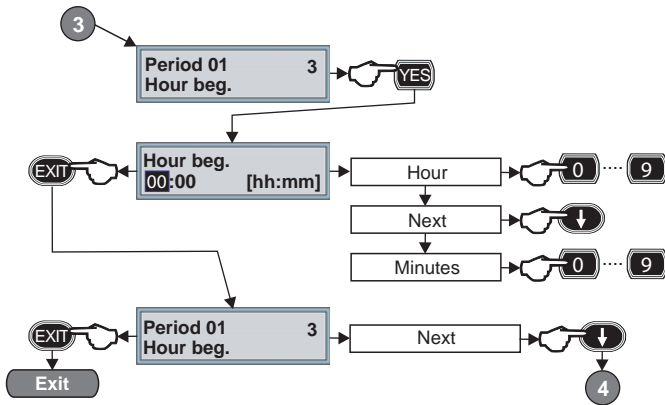 3
Period 01 3
Hour beg.
YES
EXIT
Hour beg.
00:00 [hh:mm]
Hour
0 .... 9
Next
Minutes
0 .... 9
EXIT
Period 01 3
Hour beg.
Next
Exit
4